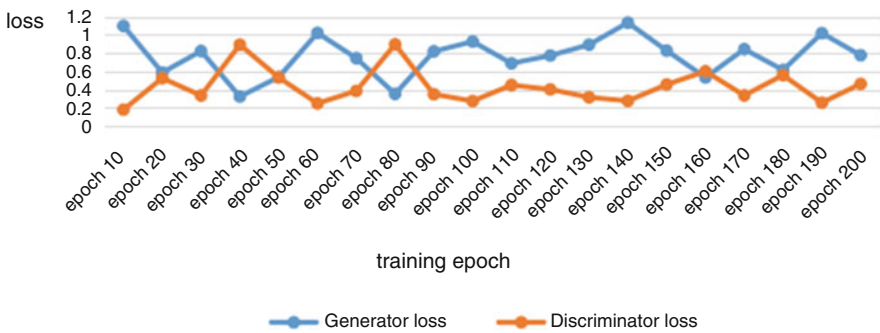 loss
1.2
1
0.8
0.6
0.4
0.2
0
epoch 10
epoch 20
epoch 30
epoch 40
epoch 50
epoch 60
epoch 70
epoch 80
epoch 90
epoch 100
epoch 110
epoch 120
epoch 130
epoch 140
epoch 150
epoch 160
epoch 170
epoch 180
epoch 190
epoch 200
training epoch
Generator loss
Discriminator loss